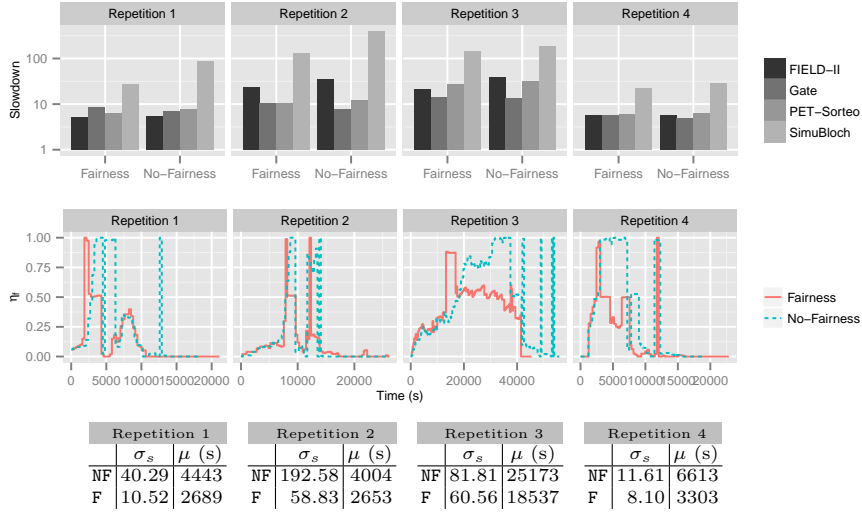 Repetition 1 Repetition 2 Repetition 3 Repetition 4
Slowdown
100
10
1
Fairness No−Fairness Fairness No−Fairness Fairness No−Fairness Fairness No−Fairness
FIELD−II
Gate
PET−Sorteo
SimuBloch
Repetition 1 Repetition 2 Repetition 3 Repetition 4
ηu
1.00
0.75
0.50
0.25
0.00
0 5000 10000 15000 20000 0 10000 20000 0 20000 40000 0 5000 10000 15000 20000
Time (s)
Fairness
No−Fairness
Repetition 1 Repetition 2 Repetition 3 Repetition 4
σs μ (s) σs μ (s) σs μ (s) σs μ (s)
NF 40.29 4443 NF 192.58 4004 NF 81.81 25173 NF 11.61 6613
F 10.52 2689 F 58.83 2653 F 60.56 18537 F 8.10 3303